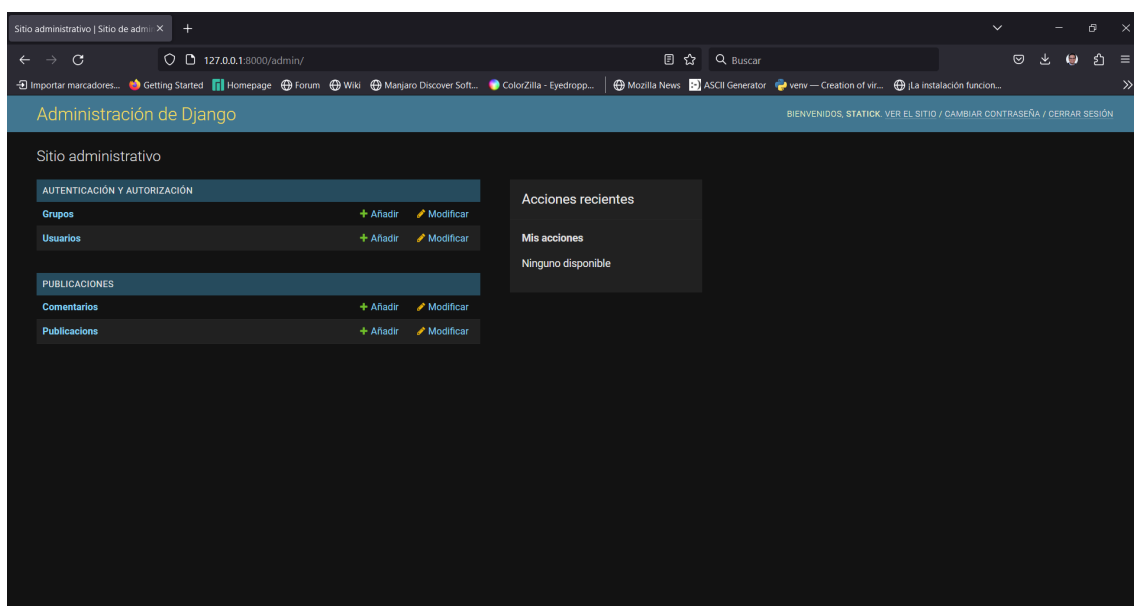 Sitio administrativo | Sitio de admin
127.0.0.1:8000/admin/
Buscar
Importar marcadores... Getting Started Homepage Forum Wiki Manjaro Discover Soft... ColorZilla - Eyedropp... Mozilla News ASCII Generator venv — Creation of vir... ¡La instalación funcion...
Administración de Django
BIENVENIDOS, STATICK. VER EL SITIO / CAMBIAR CONTRASEÑA / CERRAR SESIÓN
Sitio administrativo
AUTENTICACIÓN Y AUTORIZACIÓN
Grupos Añadir Modificar
Usuarios Añadir Modificar
PUBLICACIONES
Comentarios Añadir Modificar
Publicacions Añadir Modificar
Acciones recientes
Mis acciones
Ninguno disponible